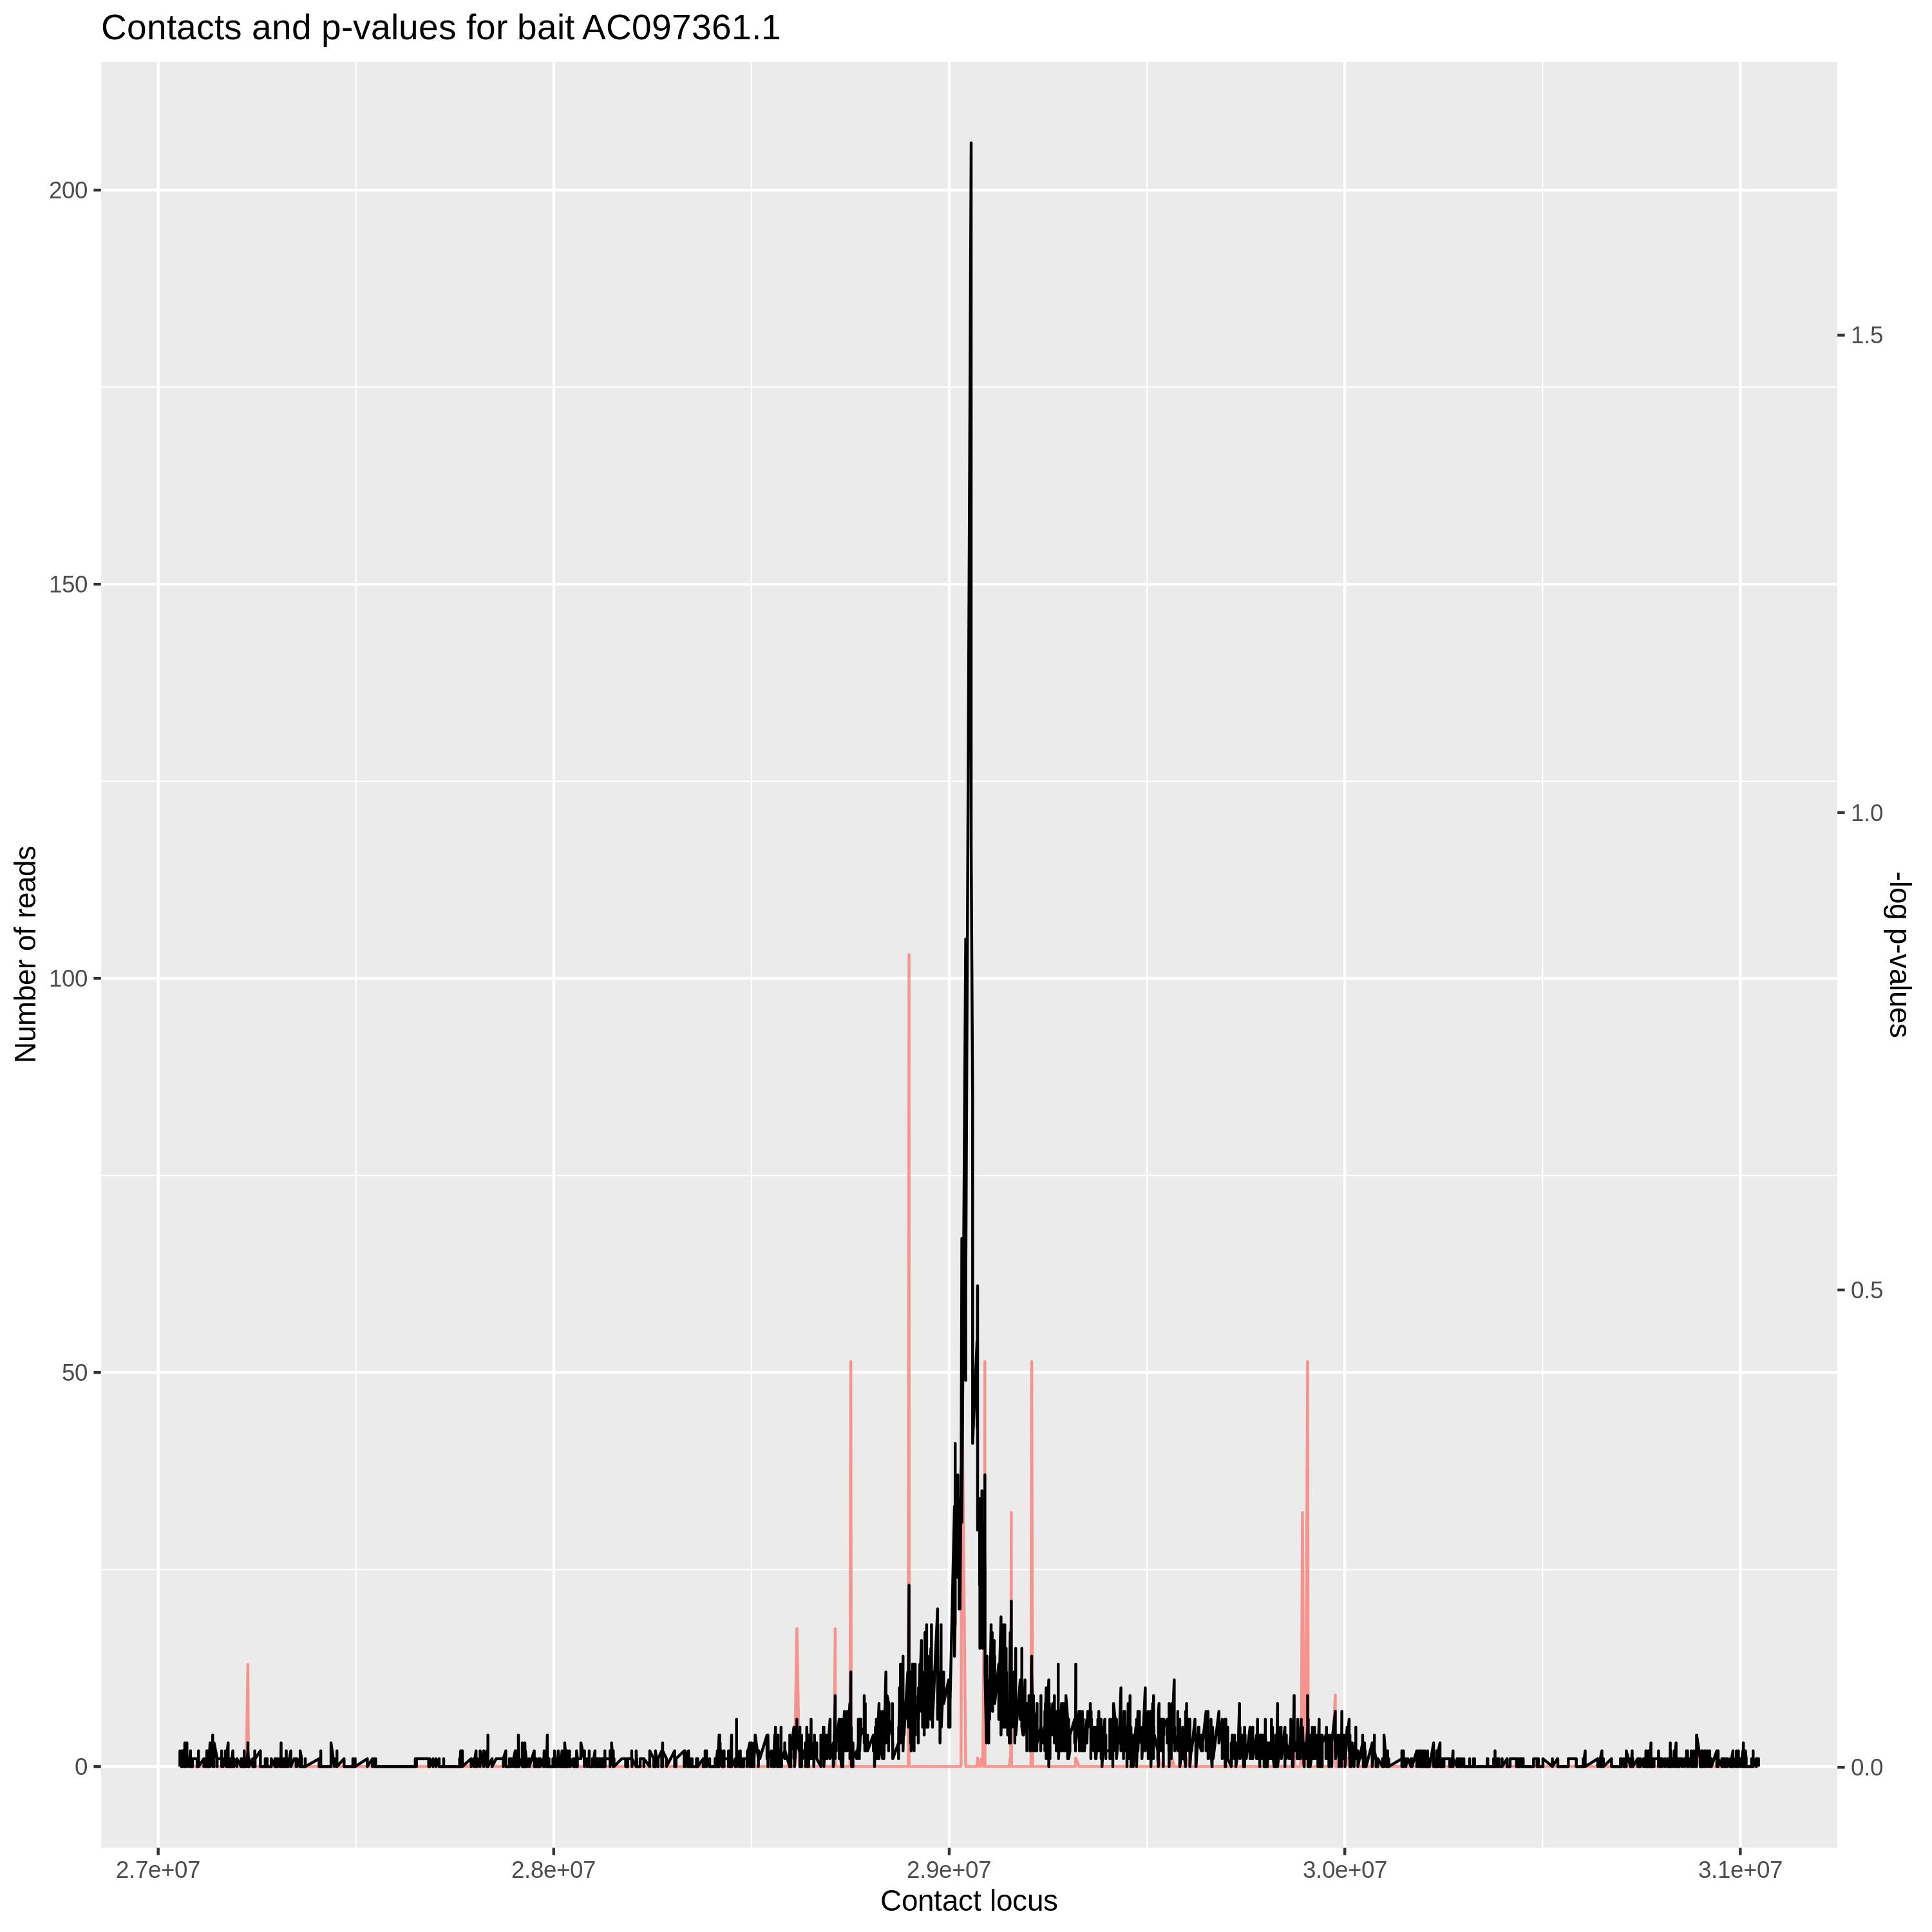 Contacts and p-values for bait AC097361.1
200
150
100
50
0
Number of reads
1.5
1.0
0.5
0.0
-log p-values
2.7e+07 2.8e+07 2.9e+07 3.0e+07 3.1e+07
Contact locus